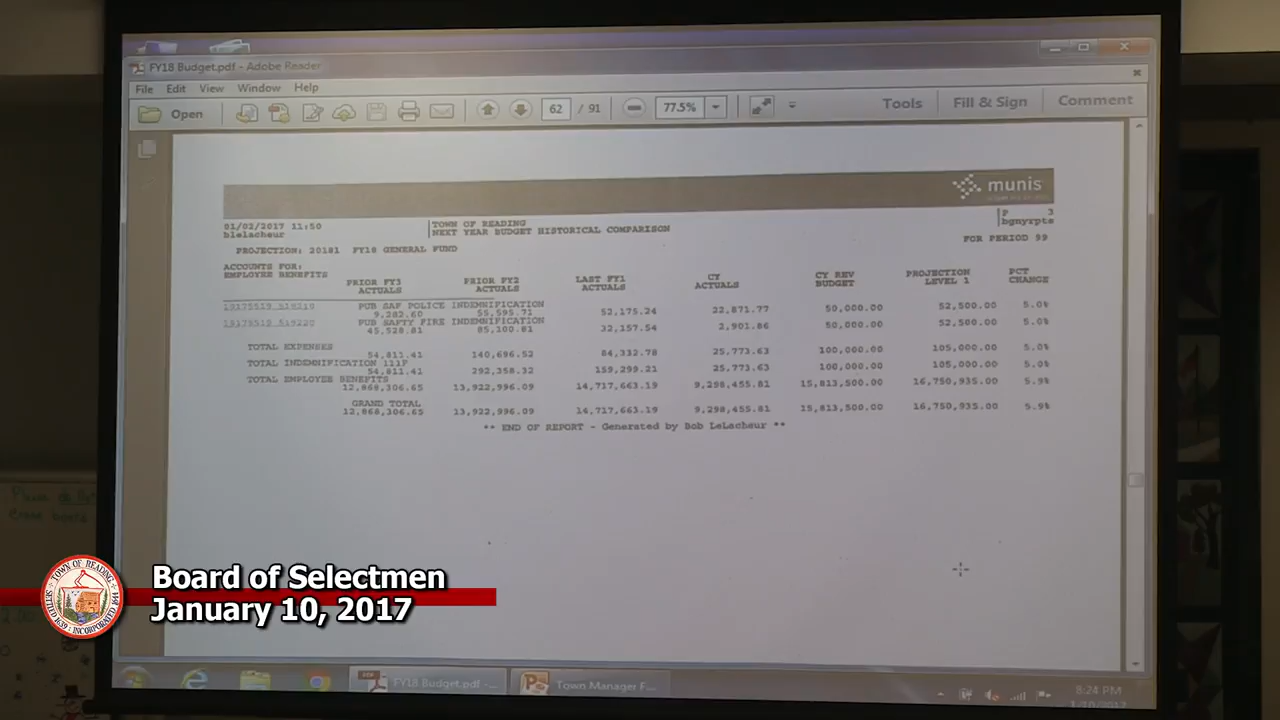 FY18 Budget.pdf - Adobe Reader
File Edit View Window Help
Open 62 / 91 77.5% Tools Fill & Sign Comment
munis
01/02/2017 11:50 TOWN OF READING P 3
blelacheur NEXT YEAR BUDGET HISTORICAL COMPARISON bgnyrpts
PROJECTION: 20181 FY18 GENERAL FUND FOR PERIOD 99
ACCOUNTS FOR:
EMPLOYEE BENEFITS PRIOR FY3 PRIOR FY2 LAST FY1 CY CY REV PROJECTION PCT
ACTUALS ACTUALS ACTUALS ACTUALS BUDGET LEVEL 1 CHANGE
PUB SAF POLICE INDEMNIFICATION
9,282.60 55,595.71 52,175.24 22,871.77 50,000.00 52,500.00 5.0%
PUB SAFTY FIRE INDEMNIFICATION
45,528.81 85,100.81 32,157.54 2,901.86 50,000.00 52,500.00 5.0%
TOTAL EXPENSES
54,811.41 140,696.52 84,332.78 25,773.63 100,000.00 105,000.00 5.0%
TOTAL INDEMNIFICATION 111F
54,811.41 292,358.32 159,299.21 25,773.63 100,000.00 105,000.00 5.0%
TOTAL EMPLOYEE BENEFITS
12,868,306.65 13,922,996.09 14,717,663.19 9,298,455.81 15,813,500.00 16,750,935.00 5.9%
GRAND TOTAL
12,868,306.65 13,922,996.09 14,717,663.19 9,298,455.81 15,813,500.00 16,750,935.00 5.9%
** END OF REPORT - Generated by Bob LeLacheur **
TOWN OF READING
INCORPORATED 1644
Board of Selectmen
January 10, 2017
FY18 Budget.pdf -... Town Manager F...
8:24 PM
1/10/2017